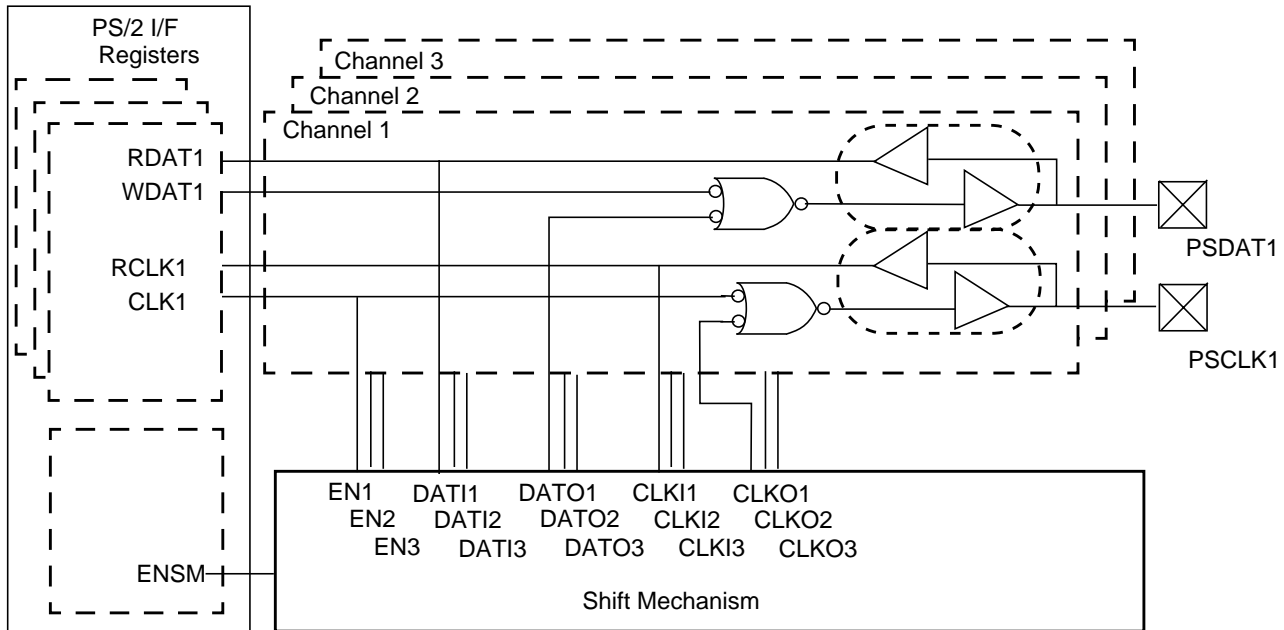 PS/2 I/F
Registers
Channel 3
Channel 2
Channel 1
RDAT1
WDAT1
RCLK1
CLK1
PSDAT1
PSCLK1
EN1 DATI1 DATO1 CLKI1 CLKO1
EN2 DATI2 DATO2 CLKI2 CLKO2
EN3 DATI3 DATO3 CLKI3 CLKO3
ENSM
Shift Mechanism